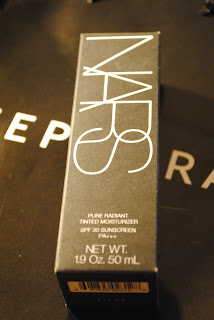 NARS
PURE RADIANT
TINTED MOISTURIZER
SPF 30 SUNSCREEN
PA+++
NET WT.
1.9 Oz. 50 mL